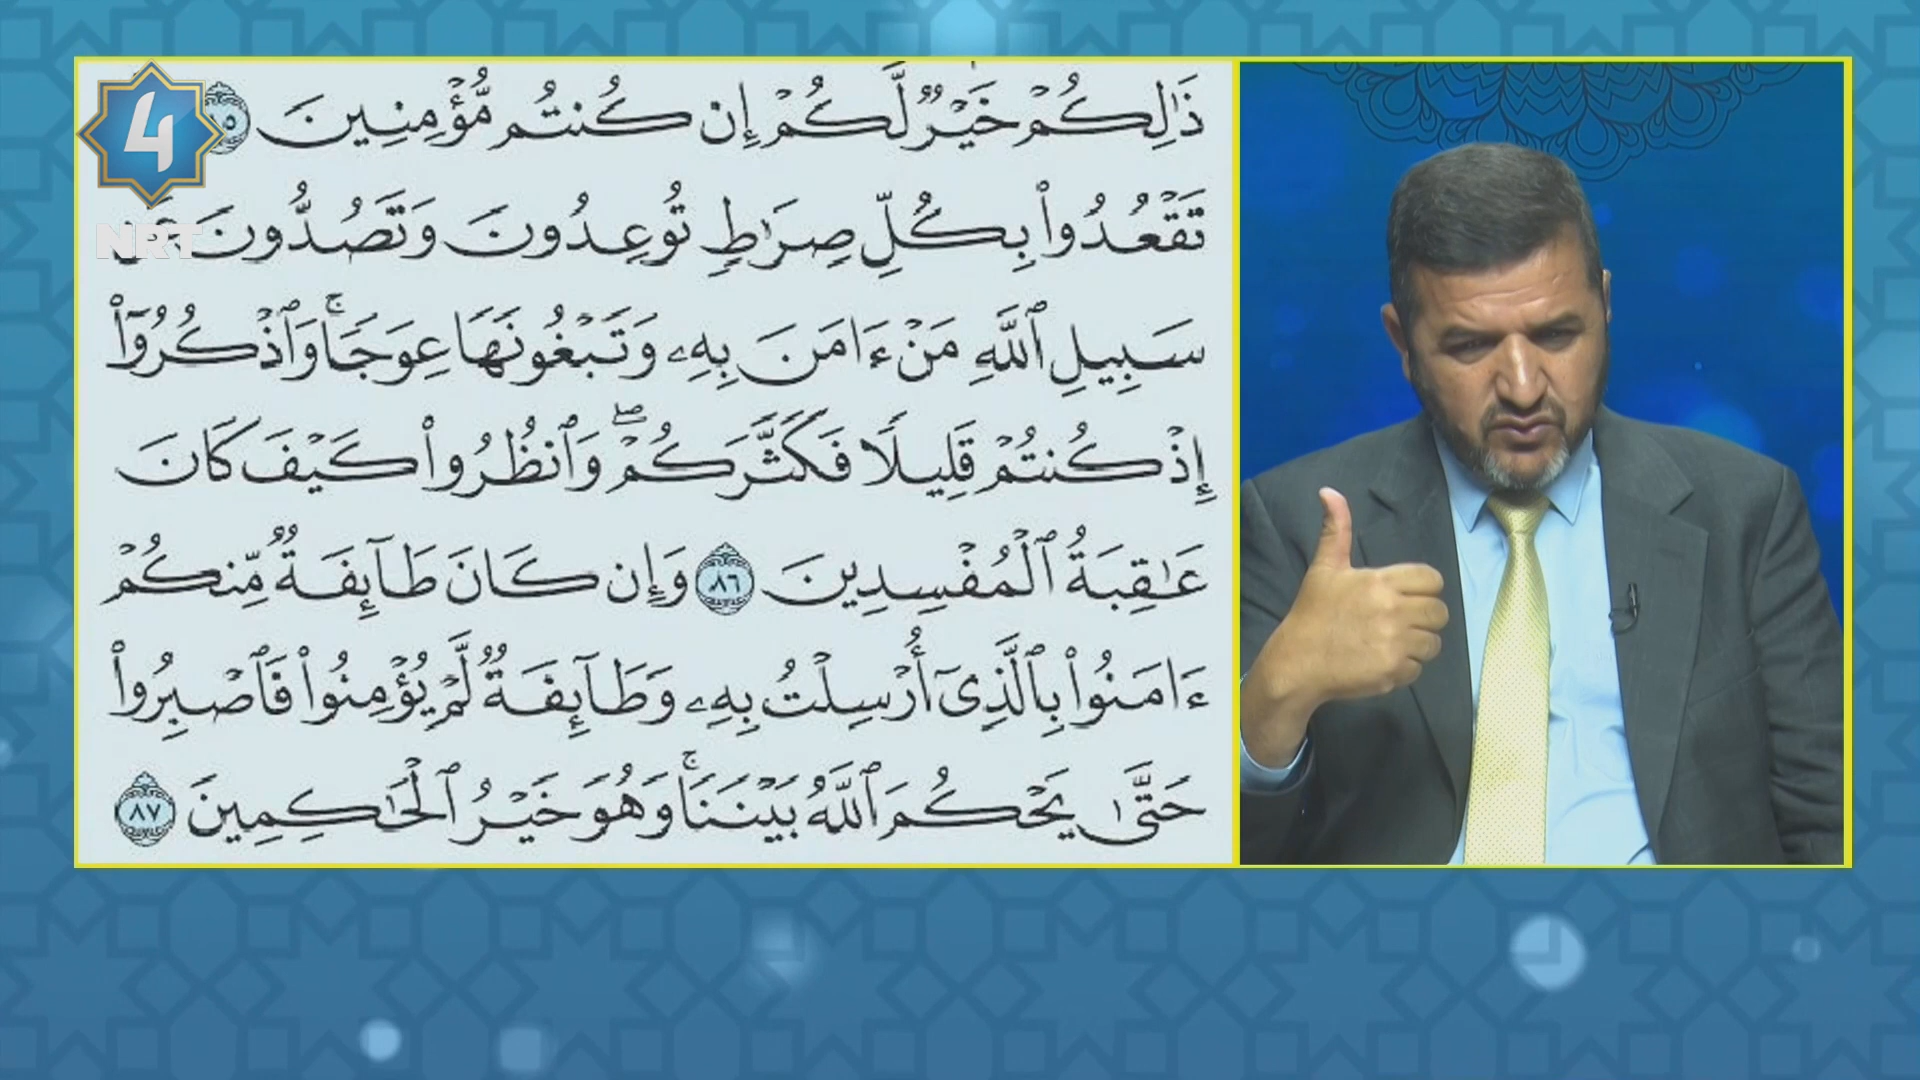 ذَٰلِكُمْ خَيْرٌ لَّكُمْ إِن كُنتُم مُّؤْمِنِينَ
تَقْعُدُوا۟ بِكُلِّ صِرَٰطٍ تُوعِدُونَ وَتَصُدُّونَ عَن
سَبِيلِ ٱللَّهِ مَنْ ءَامَنَ بِهِۦ وَتَبْغُونَهَا عِوَجًا ۚ وَٱذْكُرُوٓا۟
إِذْ كُنتُمْ قَلِيلًا فَكَثَّرَكُمْ ۖ وَٱنظُرُوا۟ كَيْفَ كَانَ
عَٰقِبَةُ ٱلْمُفْسِدِينَ ٨٦ وَإِن كَانَ طَآئِفَةٌ مِّنكُمْ
ءَامَنُوا۟ بِٱلَّذِىٓ أُرْسِلْتُ بِهِۦ وَطَآئِفَةٌ لَّمْ يُؤْمِنُوا۟ فَٱصْبِرُوا۟
حَتَّىٰ يَحْكُمَ ٱللَّهُ بَيْنَنَا ۚ وَهُوَ خَيْرُ ٱلْحَٰكِمِينَ ٨٧
4
NRT